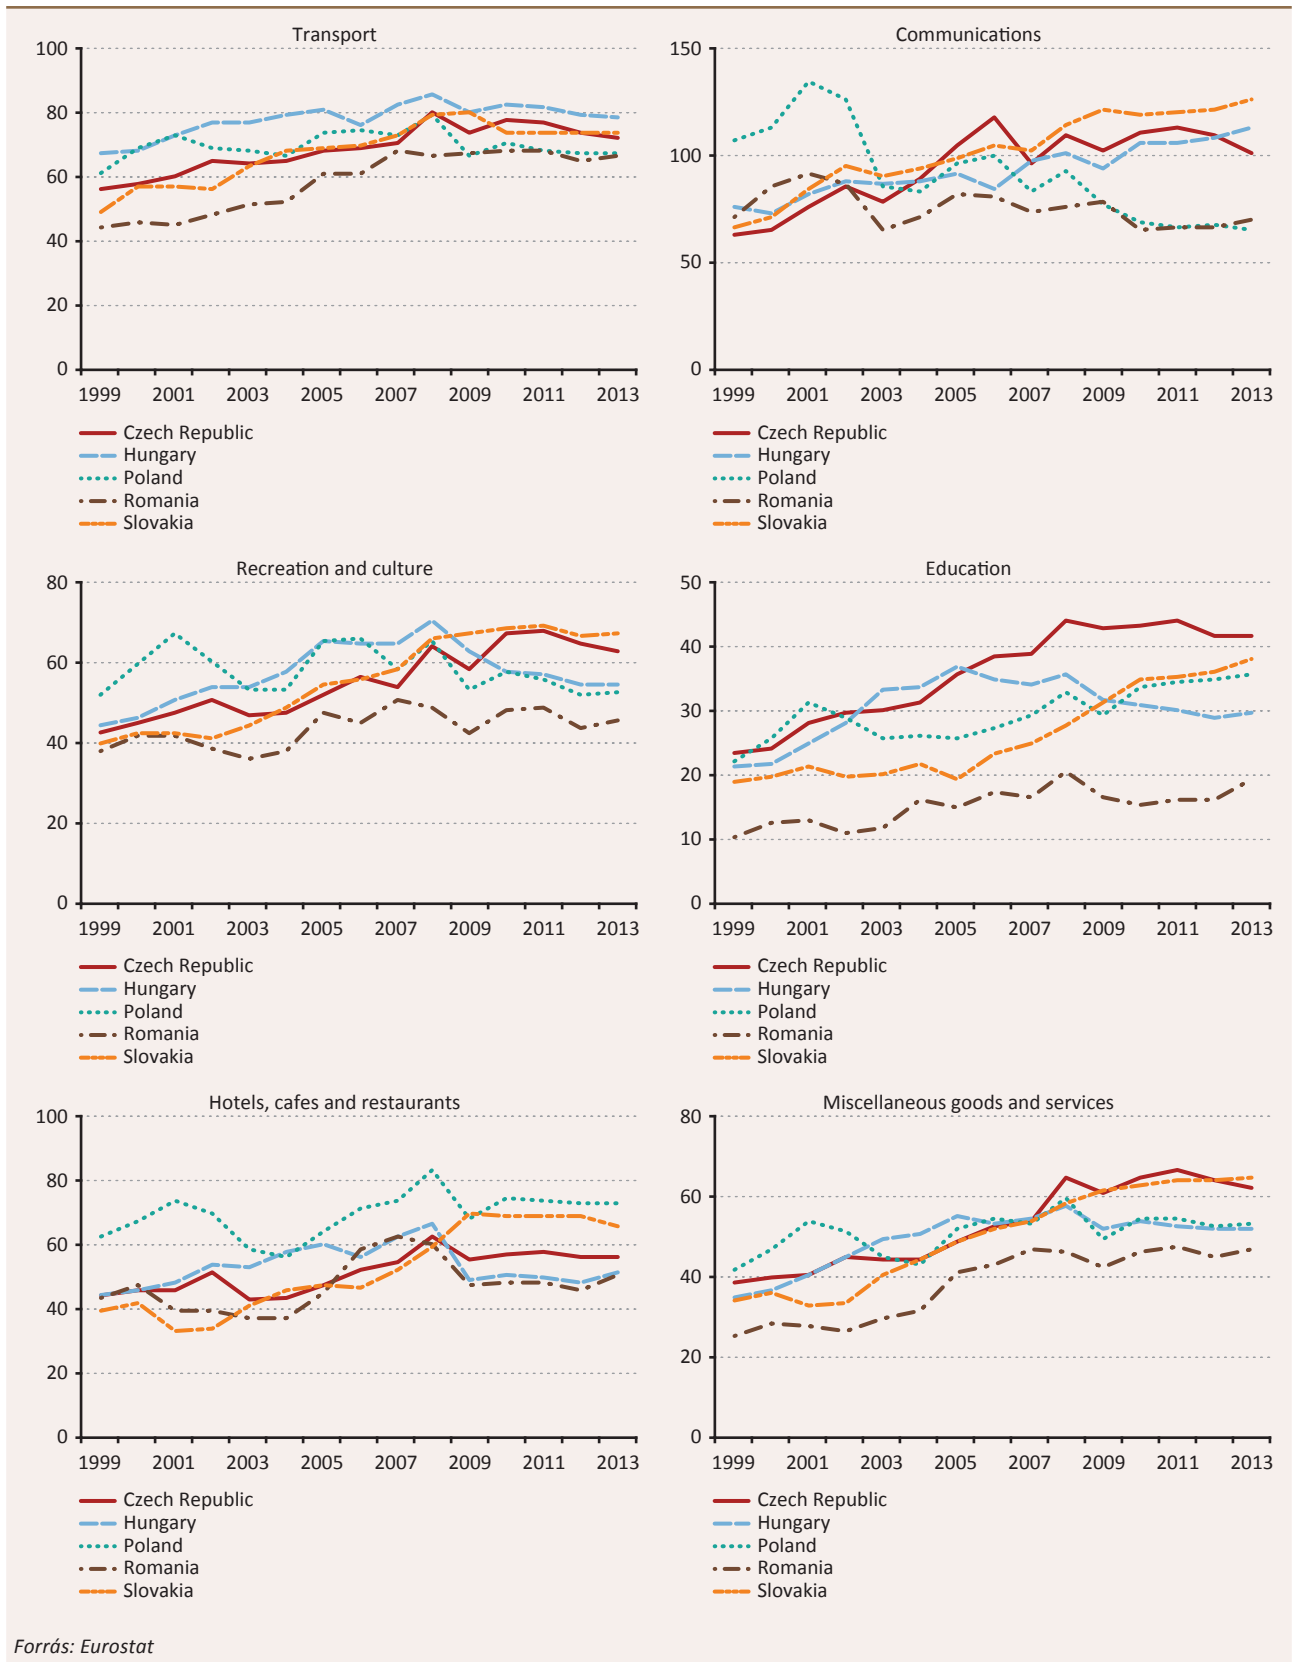 Transport
100
80
60
40
20
0
1999 2001 2003 2005 2007 2009 2011 2013
Czech Republic
Hungary
Poland
Romania
Slovakia
Communications
150
100
50
0
1999 2001 2003 2005 2007 2009 2011 2013
Czech Republic
Hungary
Poland
Romania
Slovakia
Recreation and culture
80
60
40
20
0
1999 2001 2003 2005 2007 2009 2011 2013
Czech Republic
Hungary
Poland
Romania
Slovakia
Education
50
40
30
20
10
0
1999 2001 2003 2005 2007 2009 2011 2013
Czech Republic
Hungary
Poland
Romania
Slovakia
Hotels, cafes and restaurants
100
80
60
40
20
0
1999 2001 2003 2005 2007 2009 2011 2013
Czech Republic
Hungary
Poland
Romania
Slovakia
Miscellaneous goods and services
80
60
40
20
0
1999 2001 2003 2005 2007 2009 2011 2013
Czech Republic
Hungary
Poland
Romania
Slovakia
Forrás: Eurostat